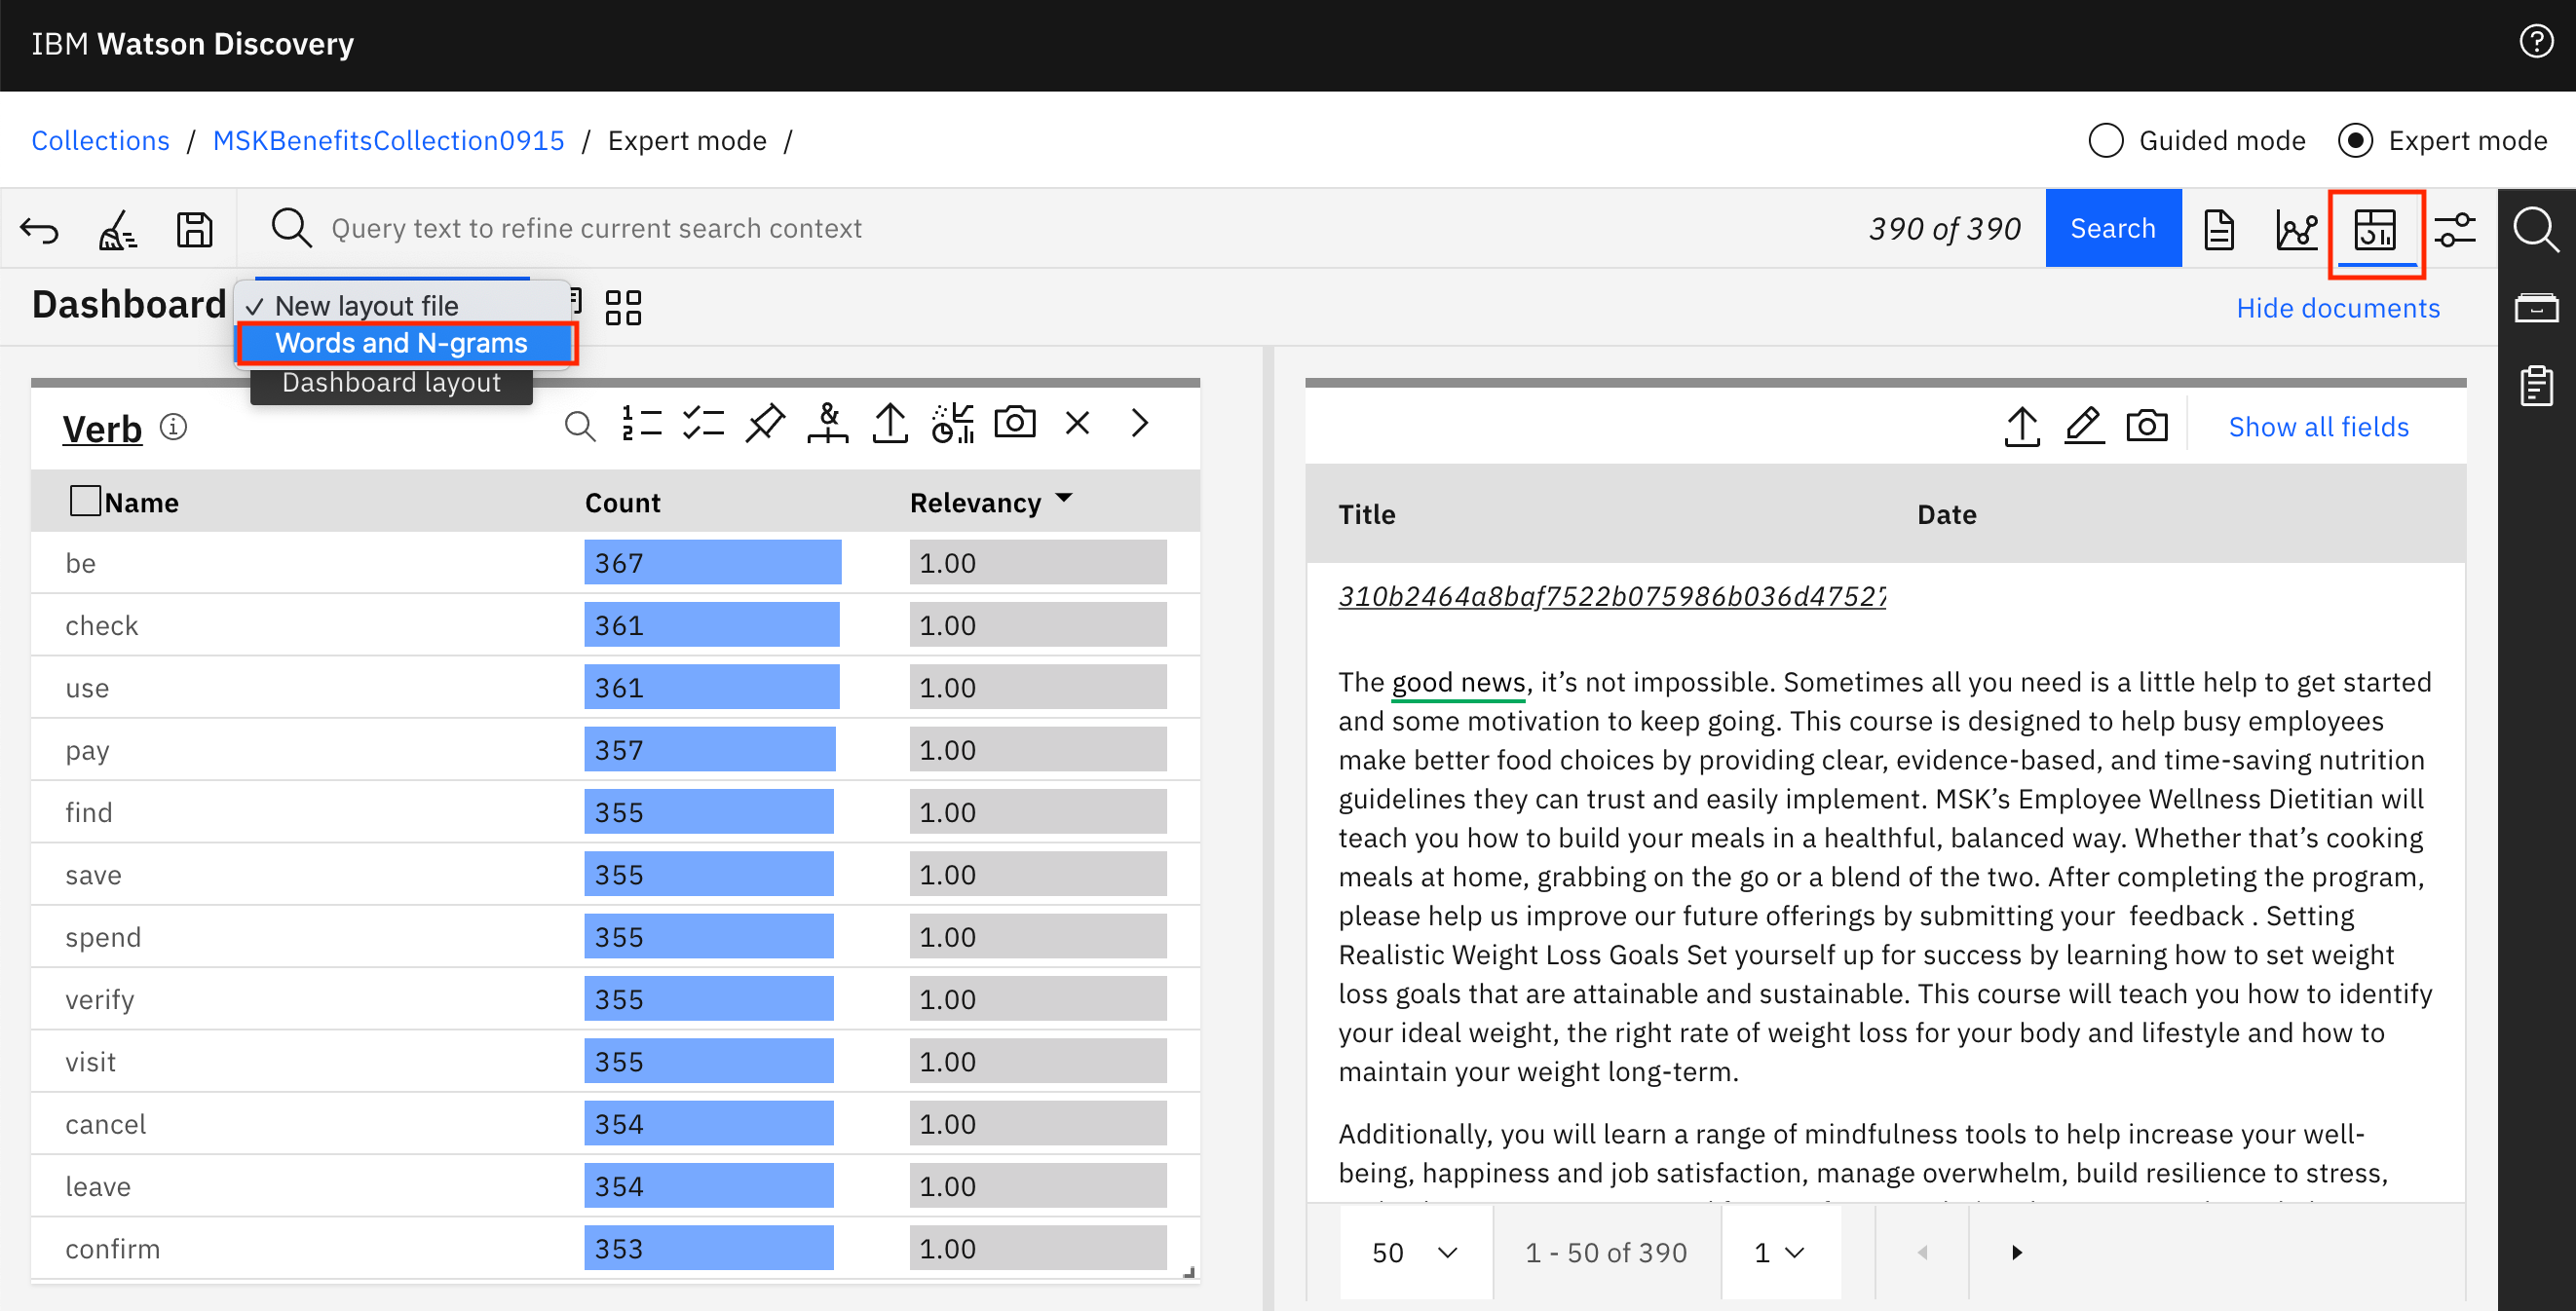 IBM Watson Discovery
Collections / MSKBenefitsCollection0915 / Expert mode /
Guided mode
Expert mode
Query text to refine current search context
390 of 390
Search
Dashboard
✓ New layout file
Words and N-grams
Dashboard layout
Hide documents
Verb
Name Count Relevancy
be 367 1.00
check 361 1.00
use 361 1.00
pay 357 1.00
find 355 1.00
save 355 1.00
spend 355 1.00
verify 355 1.00
visit 355 1.00
cancel 354 1.00
leave 354 1.00
confirm 353 1.00
Show all fields
Title Date
310b2464a8baf7522b075986b036d47527
The good news, it’s not impossible. Sometimes all you need is a little help to get started
and some motivation to keep going. This course is designed to help busy employees
make better food choices by providing clear, evidence-based, and time-saving nutrition
guidelines they can trust and easily implement. MSK’s Employee Wellness Dietitian will
teach you how to build your meals in a healthful, balanced way. Whether that’s cooking
meals at home, grabbing on the go or a blend of the two. After completing the program,
please help us improve our future offerings by submitting your feedback . Setting
Realistic Weight Loss Goals Set yourself up for success by learning how to set weight
loss goals that are attainable and sustainable. This course will teach you how to identify
your ideal weight, the right rate of weight loss for your body and lifestyle and how to
maintain your weight long-term.
Additionally, you will learn a range of mindfulness tools to help increase your well-
being, happiness and job satisfaction, manage overwhelm, build resilience to stress,
50
1 - 50 of 390
1